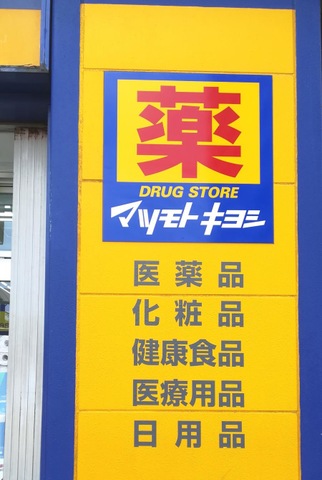 薬
DRUG STORE
マツモトキヨシ
医薬品
化粧品
健康食品
医療用品
日用品